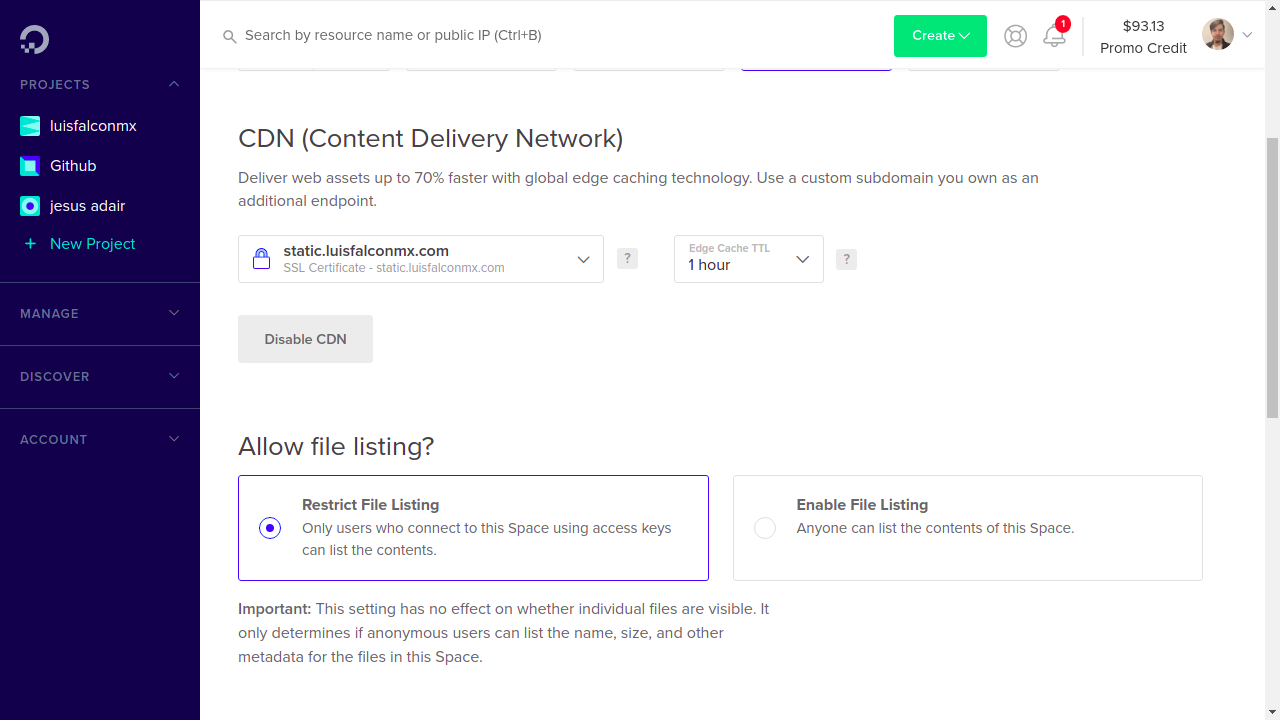 Search by resource name or public IP (Ctrl+B)
Create
1
$93.13
Promo Credit
PROJECTS
luisfalconmx
Github
jesus adair
+ New Project
MANAGE
DISCOVER
ACCOUNT
CDN (Content Delivery Network)
Deliver web assets up to 70% faster with global edge caching technology. Use a custom subdomain you own as an
additional endpoint.
static.luisfalconmx.com
SSL Certificate - static.luisfalconmx.com
?
Edge Cache TTL
1 hour
?
Disable CDN
Allow file listing?
Restrict File Listing
Only users who connect to this Space using access keys
can list the contents.
Enable File Listing
Anyone can list the contents of this Space.
Important: This setting has no effect on whether individual files are visible. It
only determines if anonymous users can list the name, size, and other
metadata for the files in this Space.